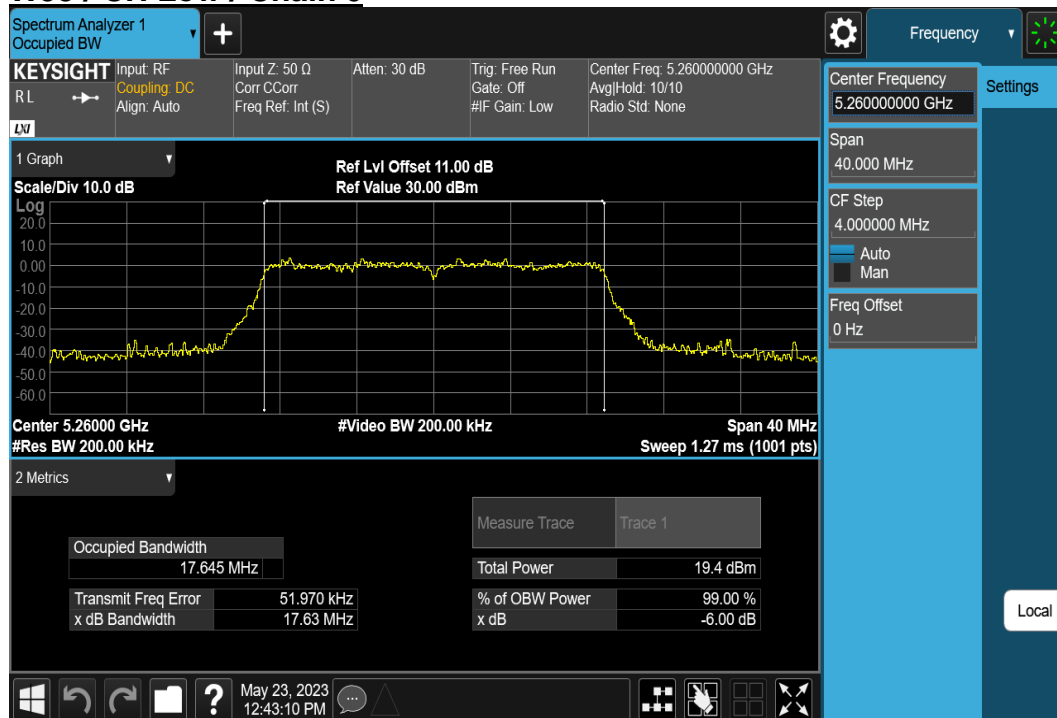 Spectrum Analyzer 1
Occupied BW
Frequency
KEYSIGHT
RL
LXI
Input: RF
Coupling: DC
Align: Auto
Input Z: 50 Ω
Corr CCorr
Freq Ref: Int (S)
Atten: 30 dB
Trig: Free Run
Gate: Off
#IF Gain: Low
Center Freq: 5.260000000 GHz
Avg|Hold: 10/10
Radio Std: None
Center Frequency
5.260000000 GHz
Settings
Span
40.000 MHz
CF Step
4.000000 MHz
Auto
Man
Freq Offset
0 Hz
1 Graph
Scale/Div 10.0 dB
Ref Lvl Offset 11.00 dB
Ref Value 30.00 dBm
Log
20.0
10.0
0.00
-10.0
-20.0
-30.0
-40.0
-50.0
-60.0
Center 5.26000 GHz
#Video BW 200.00 kHz
Span 40 MHz
#Res BW 200.00 kHz
Sweep 1.27 ms (1001 pts)
2 Metrics
Measure Trace
Trace 1
Occupied Bandwidth
17.645 MHz
Total Power
19.4 dBm
Transmit Freq Error
51.970 kHz
% of OBW Power
99.00 %
x dB Bandwidth
17.63 MHz
x dB
-6.00 dB
Local
May 23, 2023
12:43:10 PM